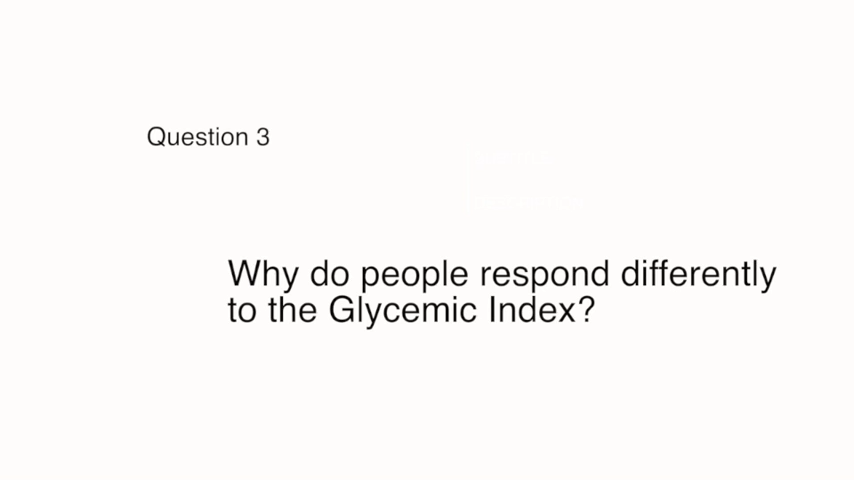 Question 3
Why do people respond differently
to the Glycemic Index?